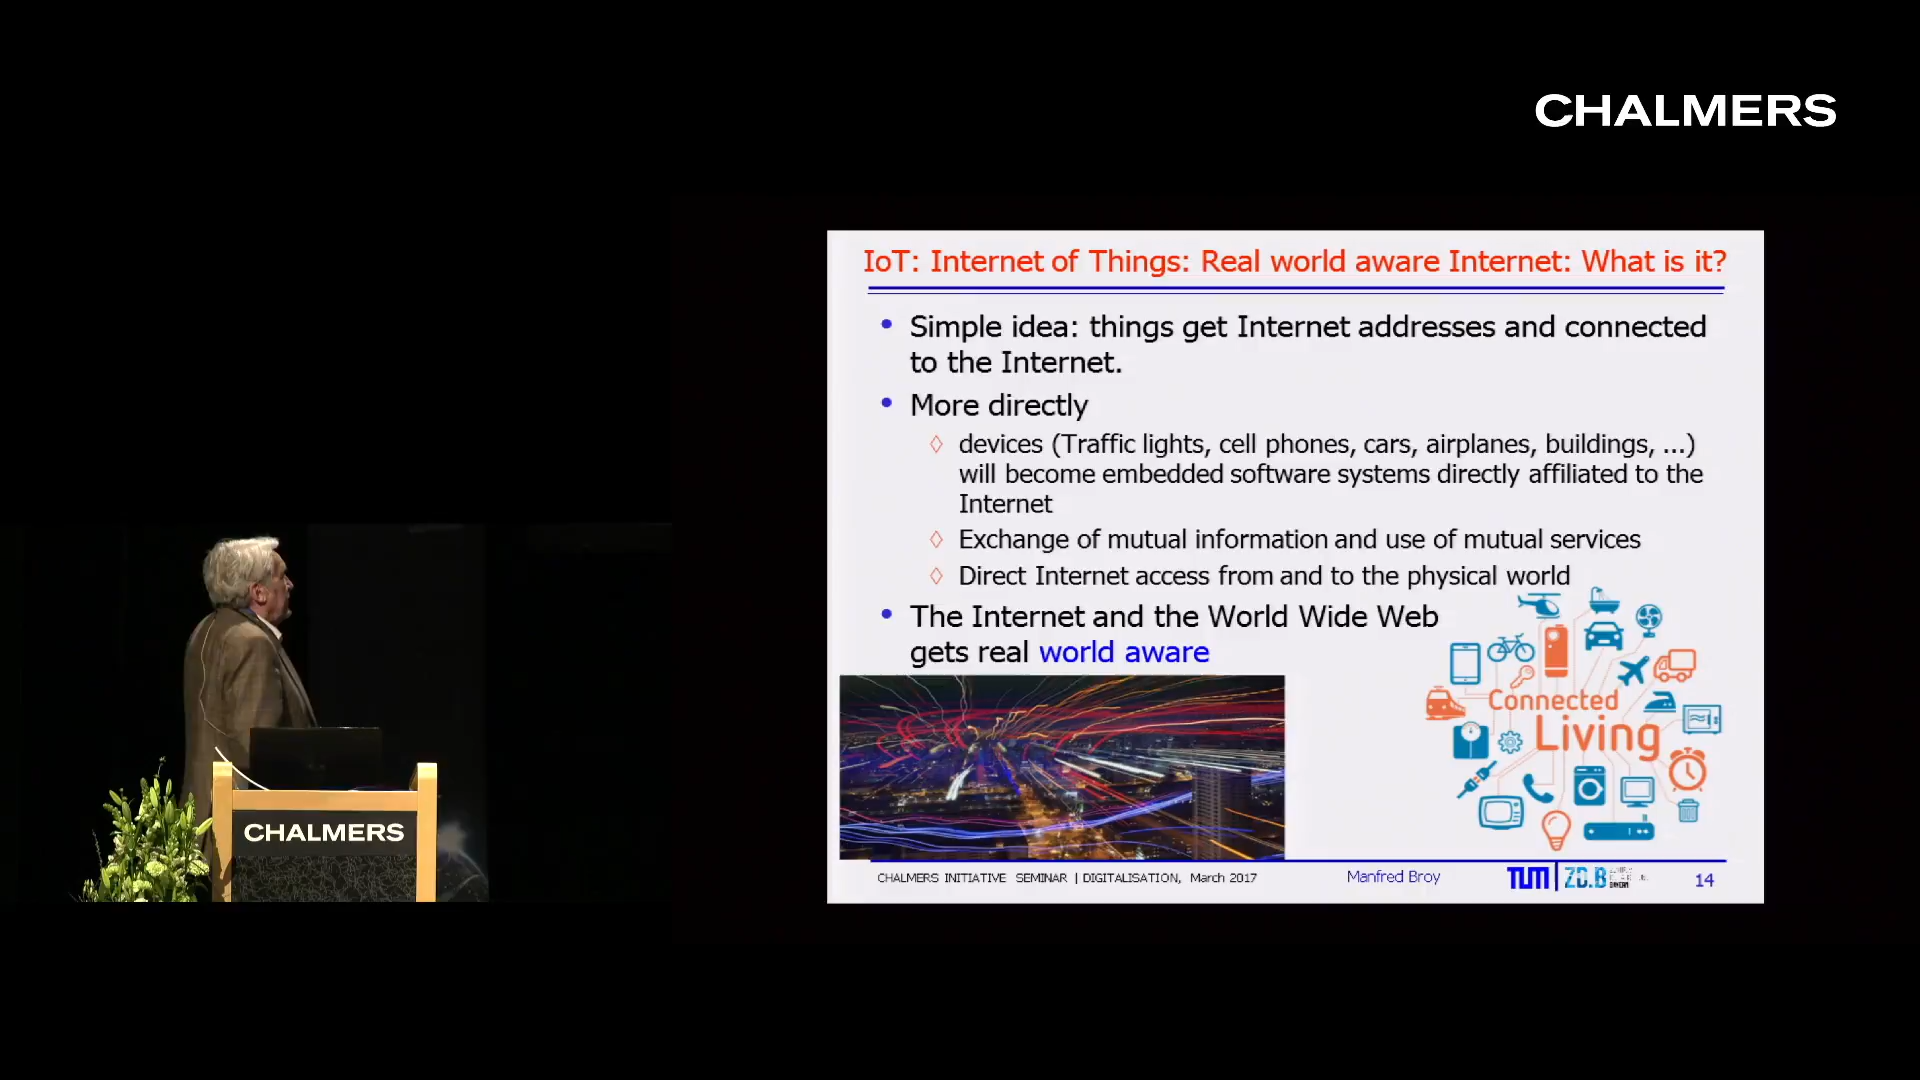 CHALMERS
IoT: Internet of Things: Real world aware Internet: What is it?
• Simple idea: things get Internet addresses and connected
to the Internet.
• More directly
◊ devices (Traffic lights, cell phones, cars, airplanes, buildings, ...)
will become embedded software systems directly affiliated to the
Internet
◊ Exchange of mutual information and use of mutual services
◊ Direct Internet access from and to the physical world
• The Internet and the World Wide Web
gets real world aware
Connected
Living
CHALMERS INITIATIVE SEMINAR | DIGITALISATION, March 2017
Manfred Broy
TUM
ZD.B
14
CHALMERS